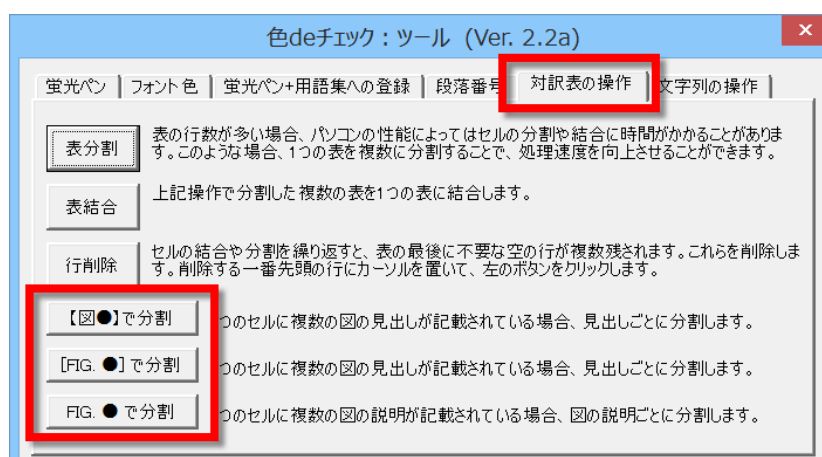 色deチェック：ツール (Ver. 2.2a)
×
蛍光ペン
フォント色
蛍光ペン+用語集への登録
段落番号
対訳表の操作
文字列の操作
表分割
表の行数が多い場合、パソコンの性能によってはセルの分割や結合に時間がかかることがありま
す。このような場合、1つの表を複数に分割することで、処理速度を向上させることができます。
表結合
上記操作で分割した複数の表を1つの表に結合します。
行削除
セルの結合や分割を繰り返すと、表の最後に不要な空の行が複数残されます。これらを削除しま
す。削除する一番先頭の行にカーソルを置いて、左のボタンをクリックします。
【図●】で分割
つのセルに複数の図の見出しが記載されている場合、見出しごとに分割します。
[FIG. ●] で分割
つのセルに複数の図の見出しが記載されている場合、見出しごとに分割します。
FIG. ● で分割
つのセルに複数の図の説明が記載されている場合、図の説明ごとに分割します。